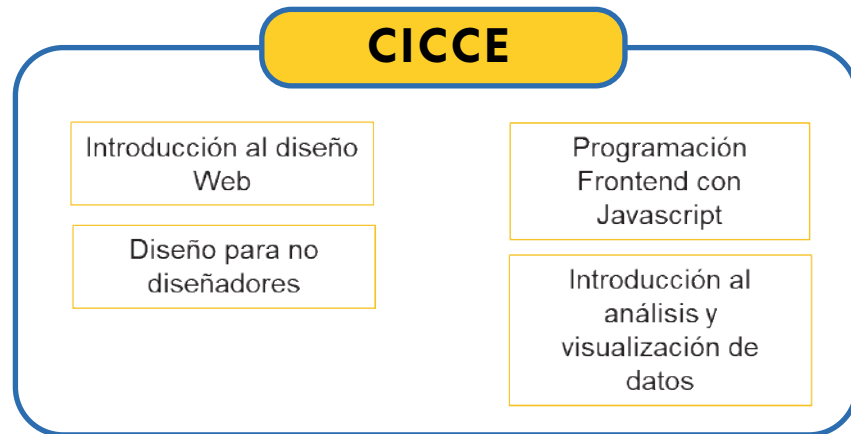 CICCE
Introducción al diseño
Web
Diseño para no
diseñadores
Programación
Frontend con
Javascript
Introducción al
análisis y
visualización de
datos